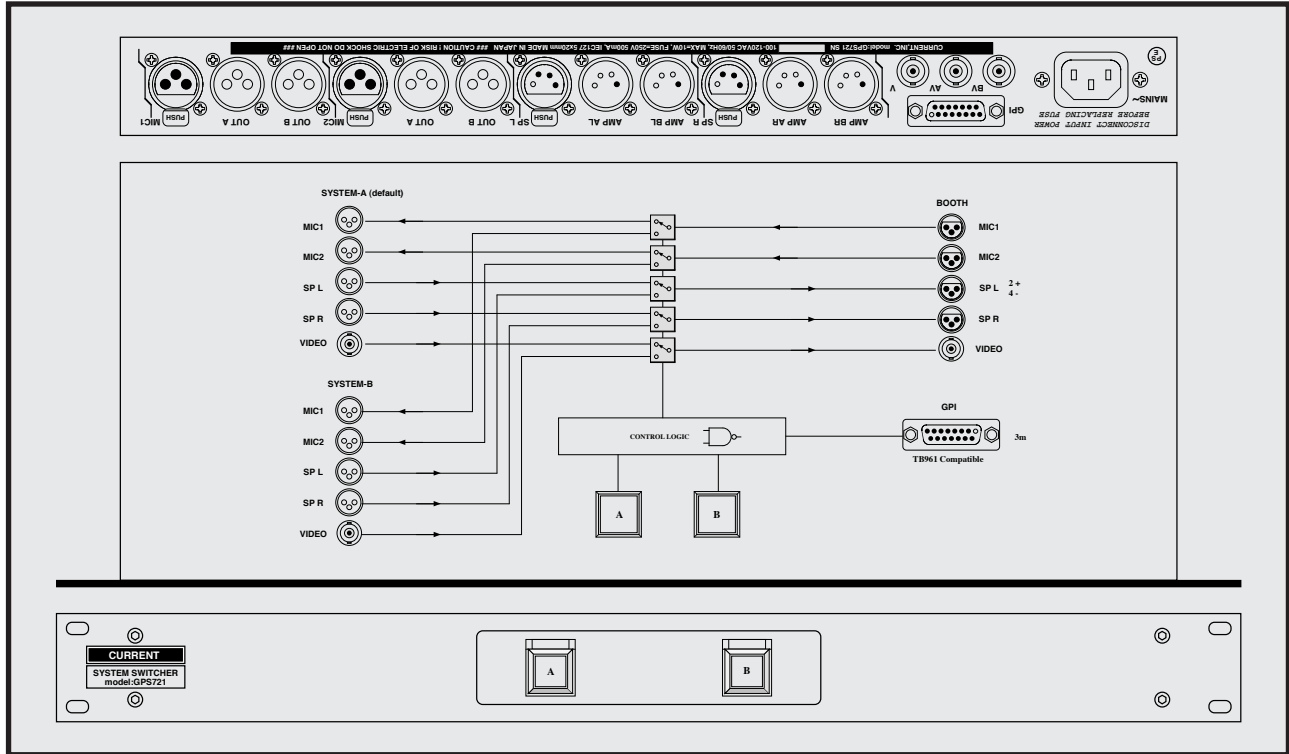 DISCONNECT INPUT POWER
BEFORE REPLACING FUSE
MAINS~
PS
E
GPI
BV
AV
V
AMP BR
AMP AR
SP R
PUSH
AMP BL
AMP AL
SP L
PUSH
OUT B
OUT A
MIC2
PUSH
OUT B
OUT A
MIC1
PUSH
CURRENT,INC. model:GPS721 SN 100-120VAC 50/60Hz, MAX=10W, FUSE=250V 500mA, IEC127 5x20mm MADE IN JAPAN ### CAUTION ! RISK OF ELECTRIC SHOCK DO NOT OPEN ###
SYSTEM-A (default)
MIC1
MIC2
SP L
SP R
VIDEO
SYSTEM-B
MIC1
MIC2
SP L
SP R
VIDEO
BOOTH
MIC1
MIC2
SP L 2 +
4 -
SP R
VIDEO
CONTROL LOGIC
GPI
3m
TB961 Compatible
A
B
CURRENT
SYSTEM SWITCHER
model:GPS721
A
B